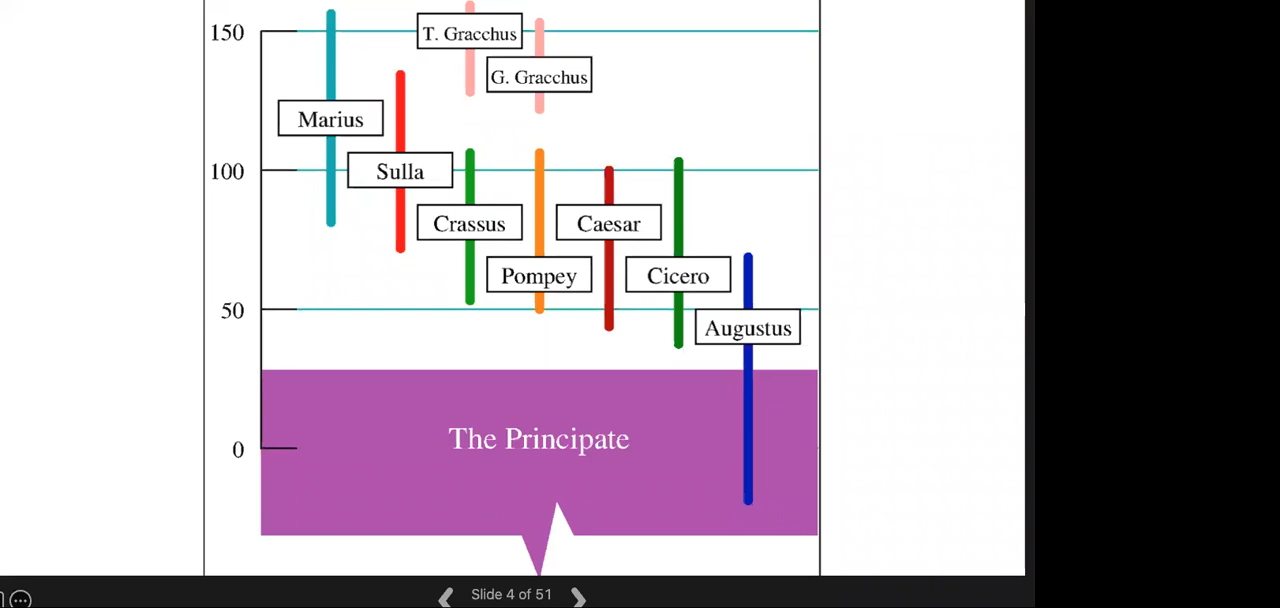 150
T. Gracchus
G. Gracchus
Marius
100
Sulla
Crassus
Caesar
Pompey
Cicero
50
Augustus
The Principate
0
Slide 4 of 51